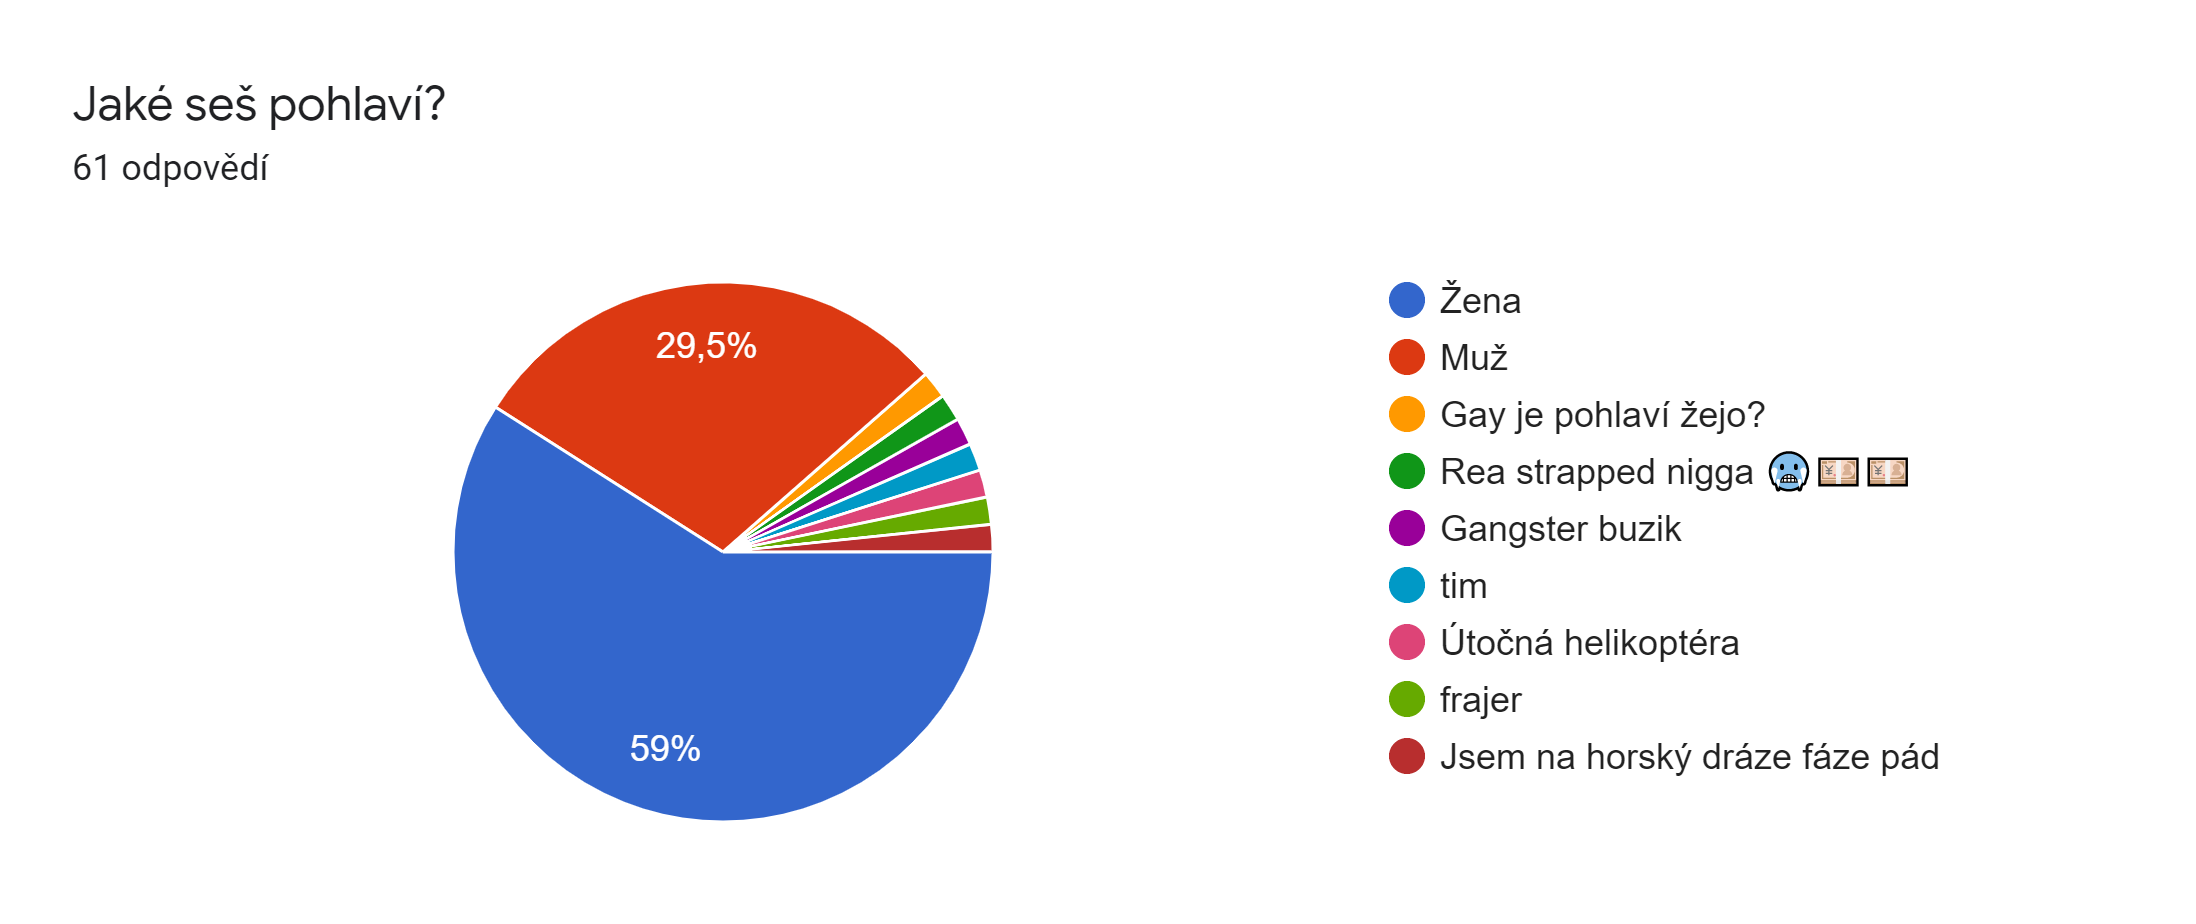 Jaké seš pohlaví?
61 odpovědí
29,5%
59%
Žena
Muž
Gay je pohlaví žejo?
Rea strapped nigga 🥶💴💴
Gangster buzik
tim
Útočná helikoptéra
frajer
Jsem na horský dráze fáze pád